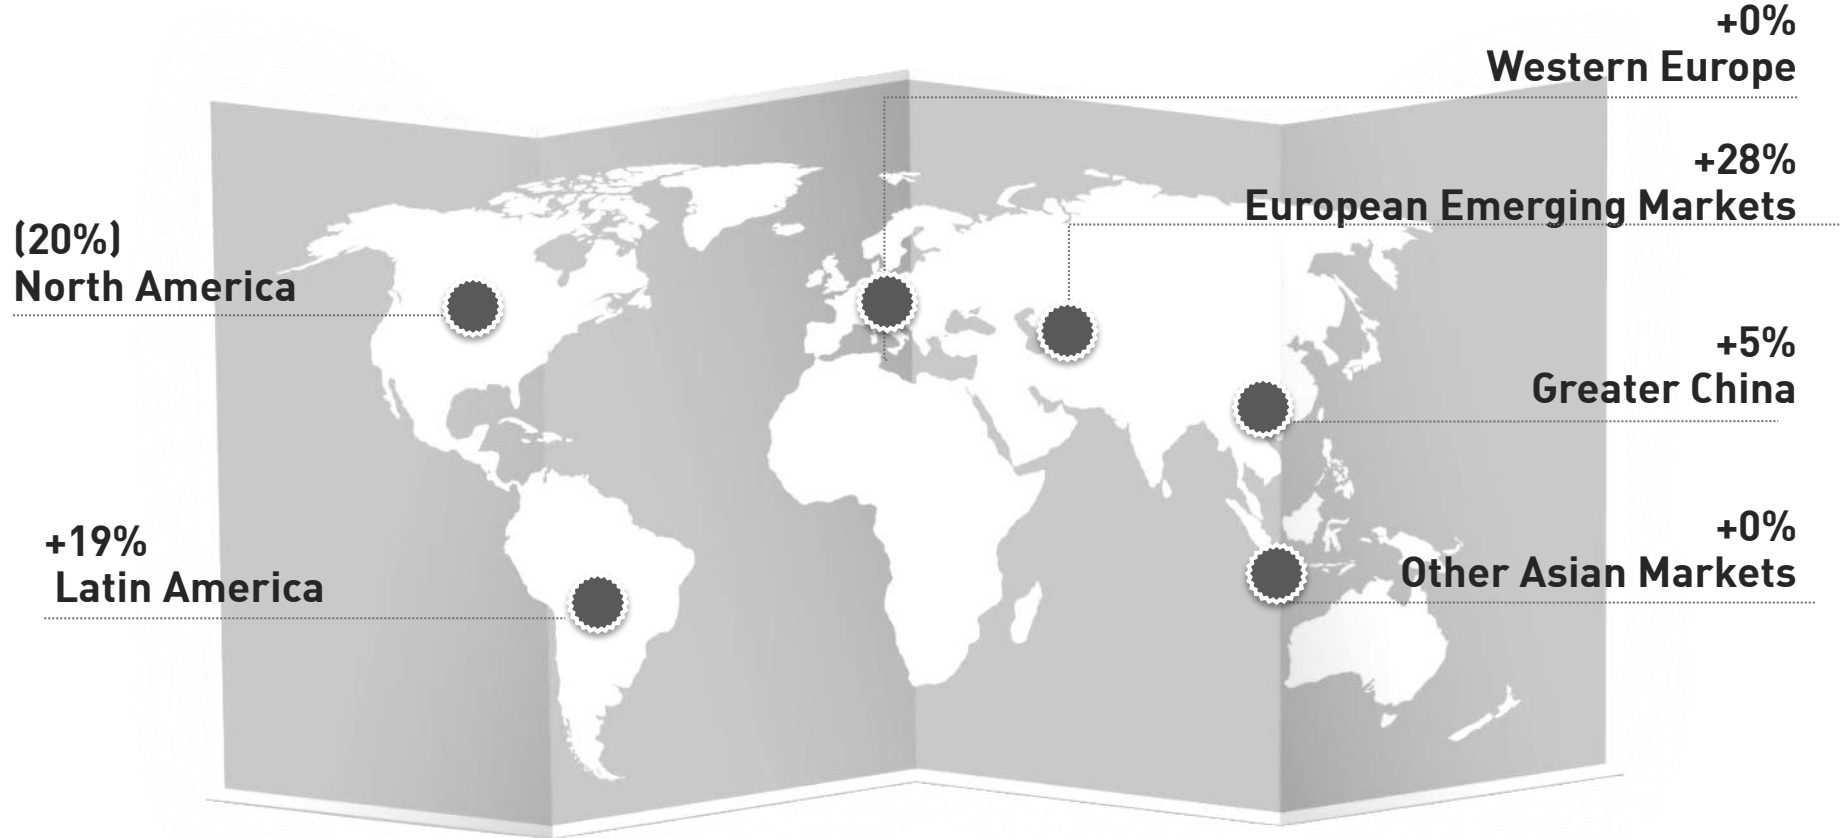 +0%
Western Europe
+28%
European Emerging Markets
(20%)
North America
+5%
Greater China
+19%
Latin America
+0%
Other Asian Markets